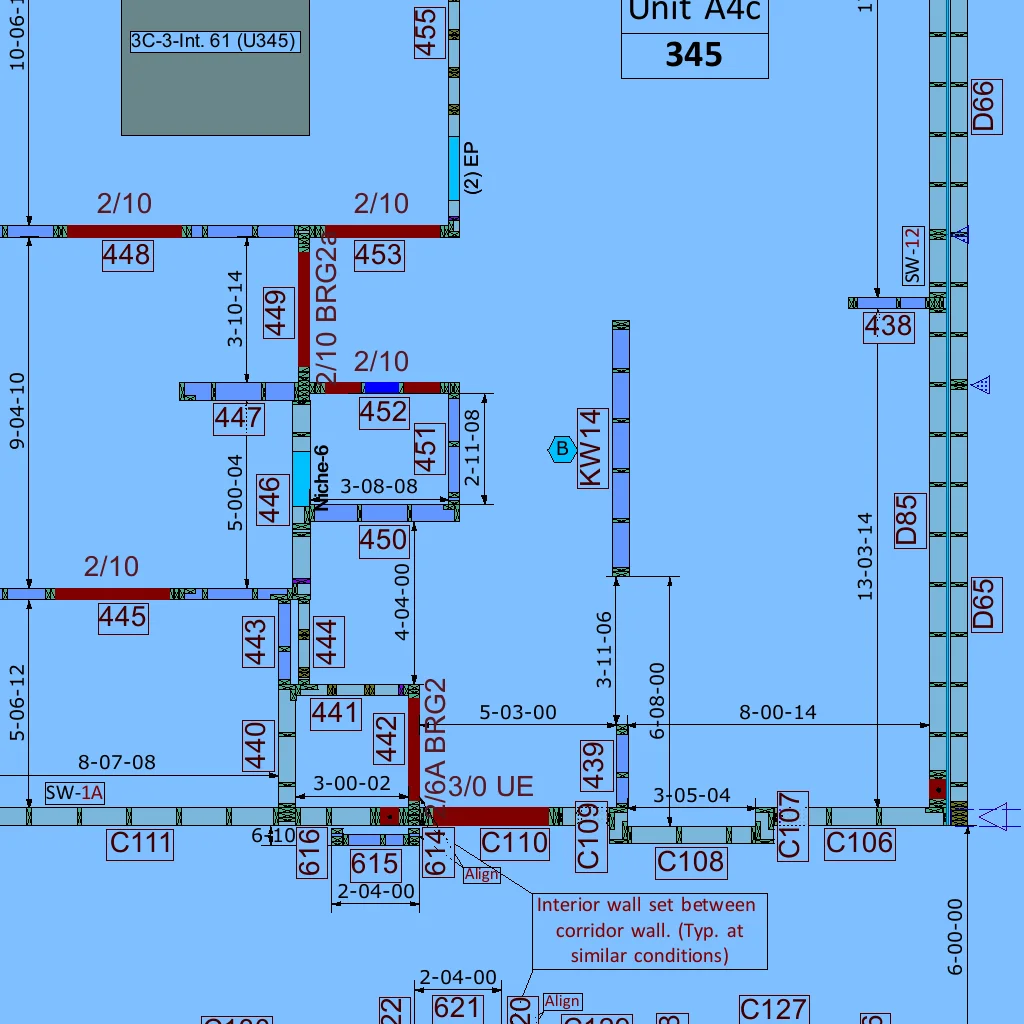 Unit A4c
345
3C-3-Int. 61 (U345)
455
D66
(2) EP
2/10
2/10
448
453
SW-12
449
2/10 BRG2a
3-10-14
438
2/10
447
452
451
2-11-08
B
KW14
9-04-10
5-00-04
446
Niche-6
3-08-08
450
D85
13-03-14
2/10
445
4-04-00
D65
443
444
3-11-06
5-06-12
6-08-00
441
442
440
5-03-00
8-00-14
8-07-08
3-00-02
439
3-05-04
SW-1A
3/0 UE
C109
C107
C111
6-10
616
615
614
C110
C108
C106
Align
2-04-00
Interior wall set between
corridor wall. (Typ. at
similar conditions)
6-00-00
2-04-00
621
Align
C127